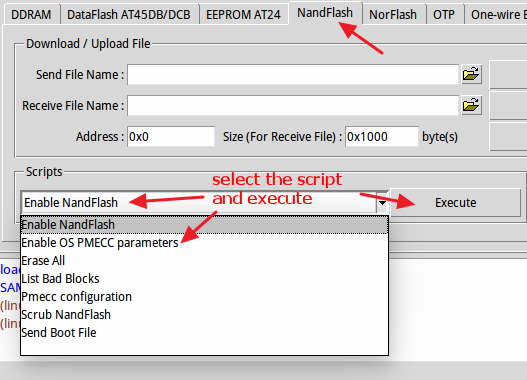 DDRAM DataFlash AT45DB/DCB EEPROM AT24 NandFlash NorFlash OTP One-wire E
Download / Upload File
Send File Name :
Receive File Name :
Address : 0x0 Size (For Receive File) : 0x1000 byte(s)
Scripts
select the script
and execute
Enable NandFlash Execute
Enable NandFlash
Enable OS PMECC parameters
Erase All
List Bad Blocks
Pmecc configuration
Scrub NandFlash
Send Boot File
loa
SAM
(linu
(linu